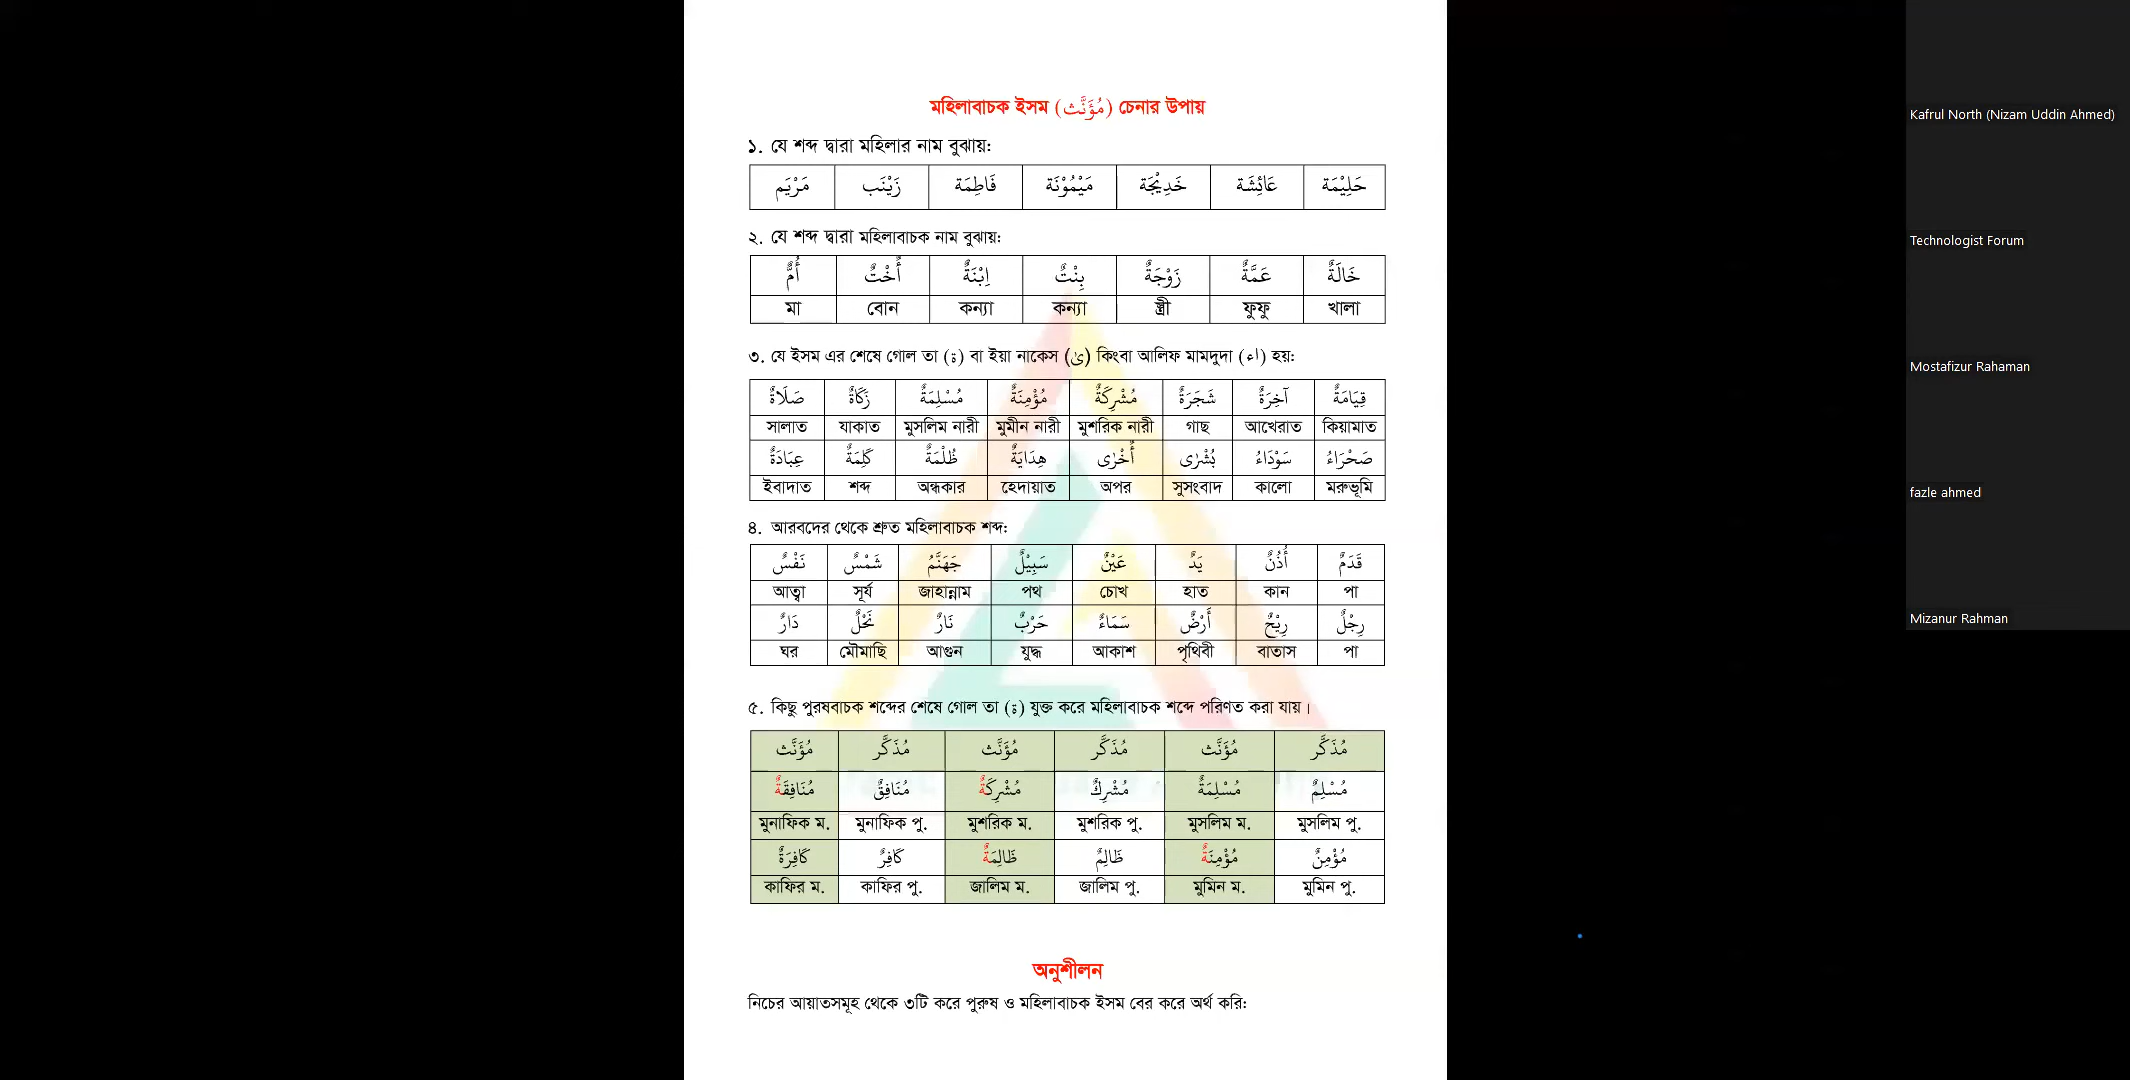 মহিলাবাচক ইসম (مُؤَنَّث) চেনার উপায়
১. যে শব্দ দ্বারা মহিলার নাম বুঝায়:
مَرْيَم زَيْنَب فَاطِمَة مَيْمُوْنَة خَدِيْجَة عَائِشَة حَلِيْمَة
২. যে শব্দ দ্বারা মহিলাবাচক নাম বুঝায়:
أُمٌّ أُخْتٌ اِبْنَةٌ بِنْتٌ زَوْجَةٌ عَمَّةٌ خَالَةٌ
মা বোন কন্যা কন্যা স্ত্রী ফুফু খালা
৩. যে ইসম এর শেষে গোল তা (ة) বা ইয়া নাকেস (ىٰ) কিংবা আলিফ মামদুদা (اء) হয়:
صَلَاةٌ زَكَاةٌ مُسْلِمَةٌ مُؤْمِنَةٌ مُشْرِكَةٌ شَجَرَةٌ آخِرَةٌ قِيَامَةٌ
সালাত যাকাত মুসলিম নারী মুমীন নারী মুশরিক নারী গাছ আখেরাত কিয়ামাত
عِبَادَةٌ كَلِمَةٌ ظُلْمَةٌ هِدَايَةٌ أُخْرٰى بُشْرٰى سَوْدَاءُ صَحْرَاءُ
ইবাদাত শব্দ অন্ধকার হেদায়াত অপর সুসংবাদ কালো মরুভূমি
৪. আরবদের থেকে শ্রুত মহিলাবাচক শব্দ:
نَفْسٌ شَمْسٌ جَهَنَّمُ سَبِيْلٌ عَيْنٌ يَدٌ أُذُنٌ قَدَمٌ
আত্বা সূর্য জাহান্নাম পথ চোখ হাত কান পা
دَارٌ نَحْلٌ نَارٌ حَرْبٌ سَمَاءٌ أَرْضٌ رِيْحٌ رِجْلٌ
ঘর মৌমাছি আগুন যুদ্ধ আকাশ পৃথিবী বাতাস পা
৫. কিছু পুরষবাচক শব্দের শেষে গোল তা (ة) যুক্ত করে মহিলাবাচক শব্দে পরিণত করা যায়।
مُؤَنَّث مُذَكَّر مُؤَنَّث مُذَكَّر مُؤَنَّث مُذَكَّر
مُنَافِقَةٌ مُنَافِقٌ مُشْرِكَةٌ مُشْرِكٌ مُسْلِمَةٌ مُسْلِمٌ
মুনাফিক ম. মুনাফিক পু. মুশরিক ম. মুশরিক পু. মুসলিম ম. মুসলিম পু.
كَافِرَةٌ كَافِرٌ ظَالِمَةٌ ظَالِمٌ مُؤْمِنَةٌ مُؤْمِنٌ
কাফির ম. কাফির পু. জালিম ম. জালিম পু. মুমিন ম. মুমিন পু.
অনুশীলন
নিচের আয়াতসমূহ থেকে ৩টি করে পুরুষ ও মহিলাবাচক ইসম বের করে অর্থ করি:
Kafrul North (Nizam Uddin Ahmed)
Technologist Forum
Mostafizur Rahaman
fazle ahmed
Mizanur Rahman